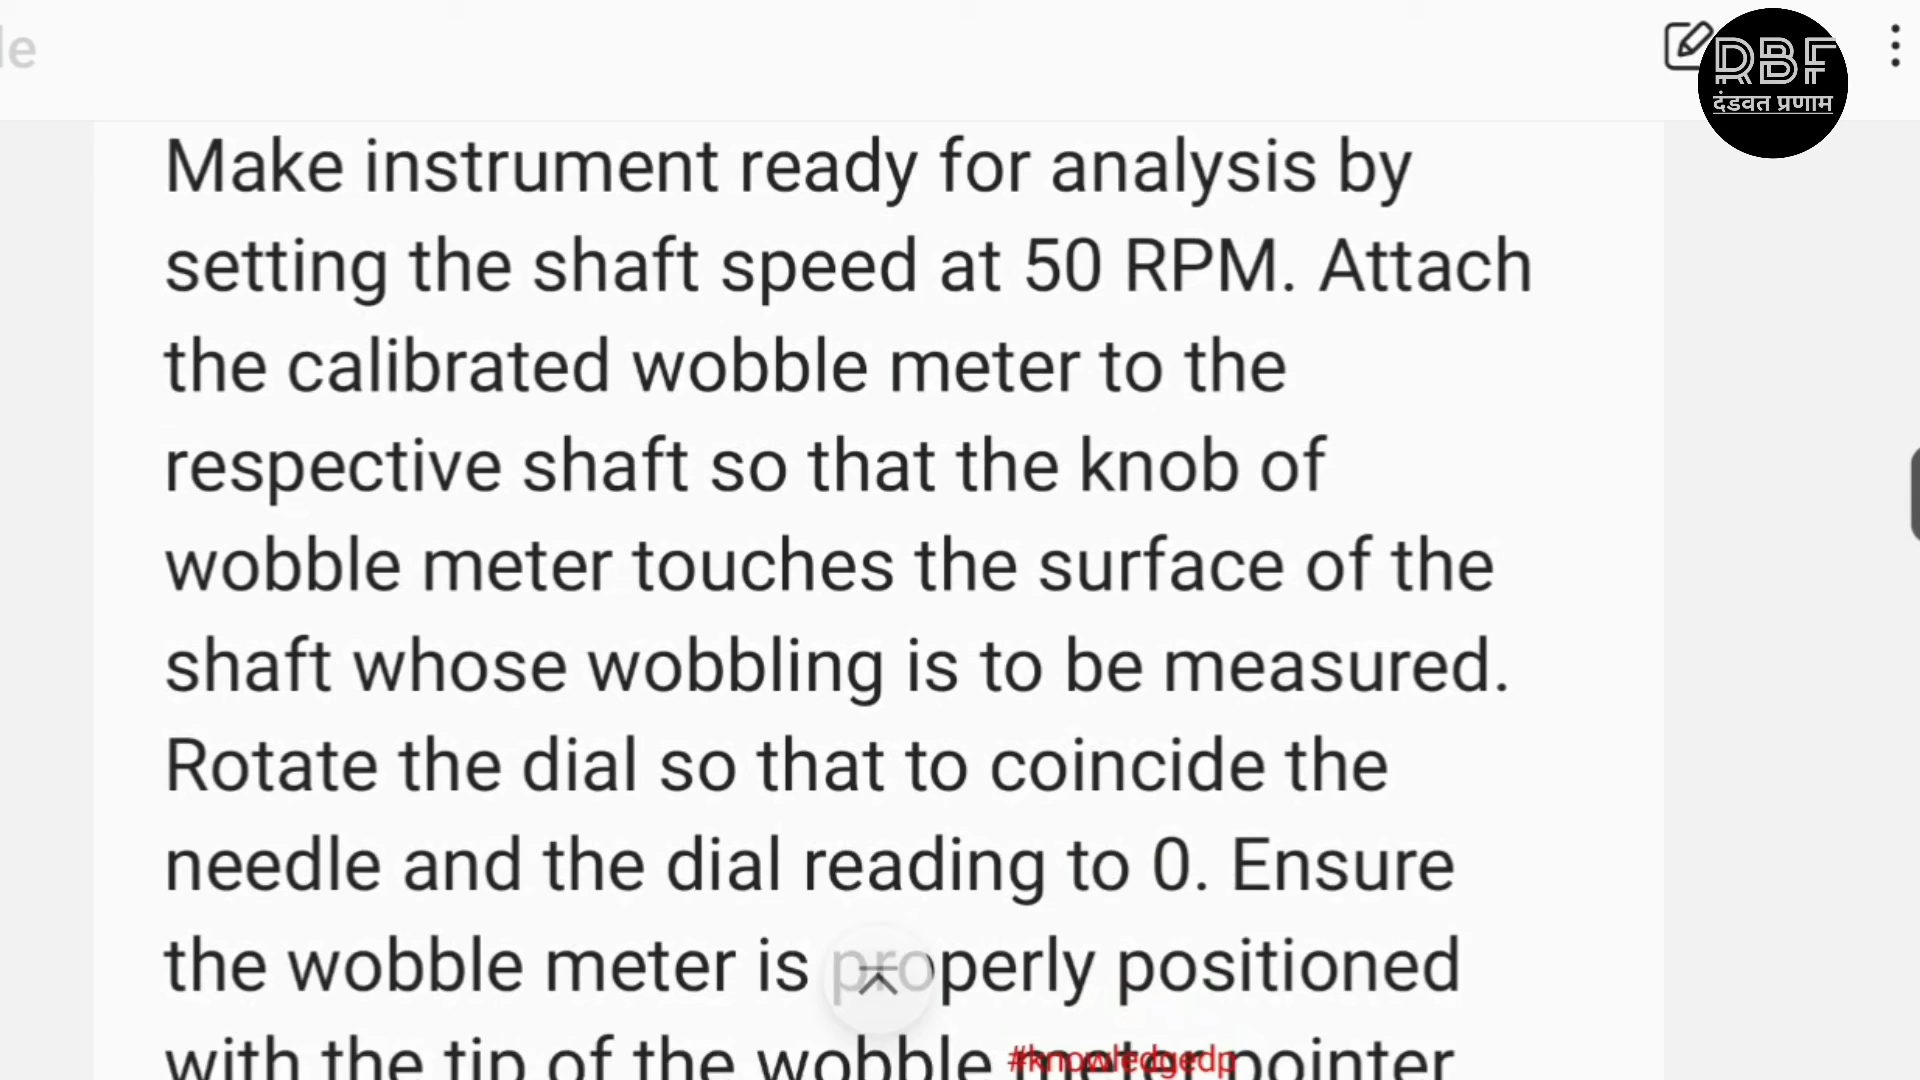 le
RBF
दंडवत प्रणाम
Make instrument ready for analysis by
setting the shaft speed at 50 RPM. Attach
the calibrated wobble meter to the
respective shaft so that the knob of
wobble meter touches the surface of the
shaft whose wobbling is to be measured.
Rotate the dial so that to coincide the
needle and the dial reading to 0. Ensure
the wobble meter is properly positioned
with the tip of the wobble meter pointer
#knowledgedp